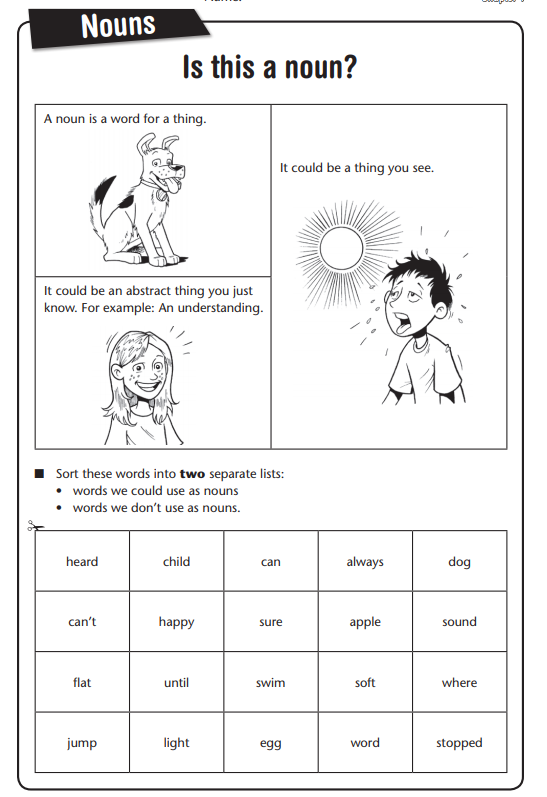 Nouns
Is this a noun?
A noun is a word for a thing.
It could be a thing you see.
It could be an abstract thing you just
know. For example: An understanding.
■ Sort these words into two separate lists:
• words we could use as nouns
• words we don't use as nouns.
heard child can always dog
can't happy sure apple sound
flat until swim soft where
jump light egg word stopped